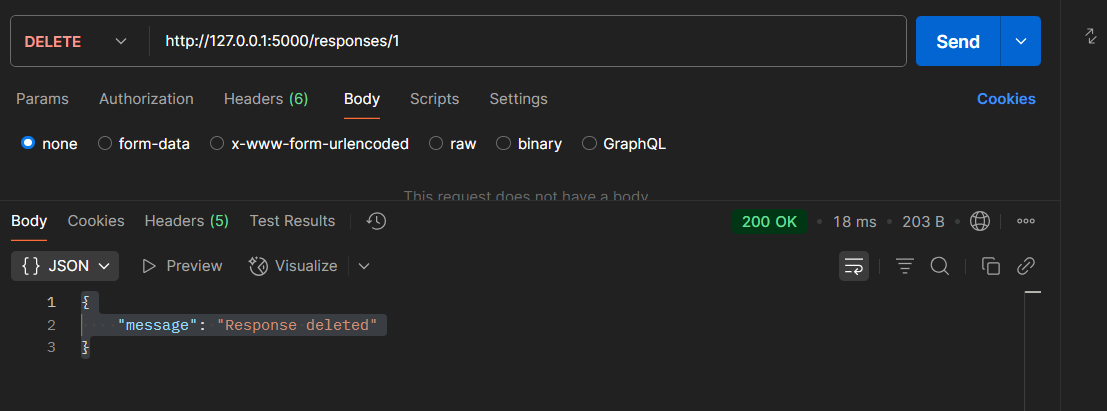 DELETE http://127.0.0.1:5000/responses/1 Send
Params Authorization Headers (6) Body Scripts Settings Cookies
none form-data x-www-form-urlencoded raw binary GraphQL
This request does not have a body
Body Cookies Headers (5) Test Results 200 OK • 18 ms • 203 B •
{} JSON Preview Visualize
1 {
2 "message": "Response deleted"
3 }